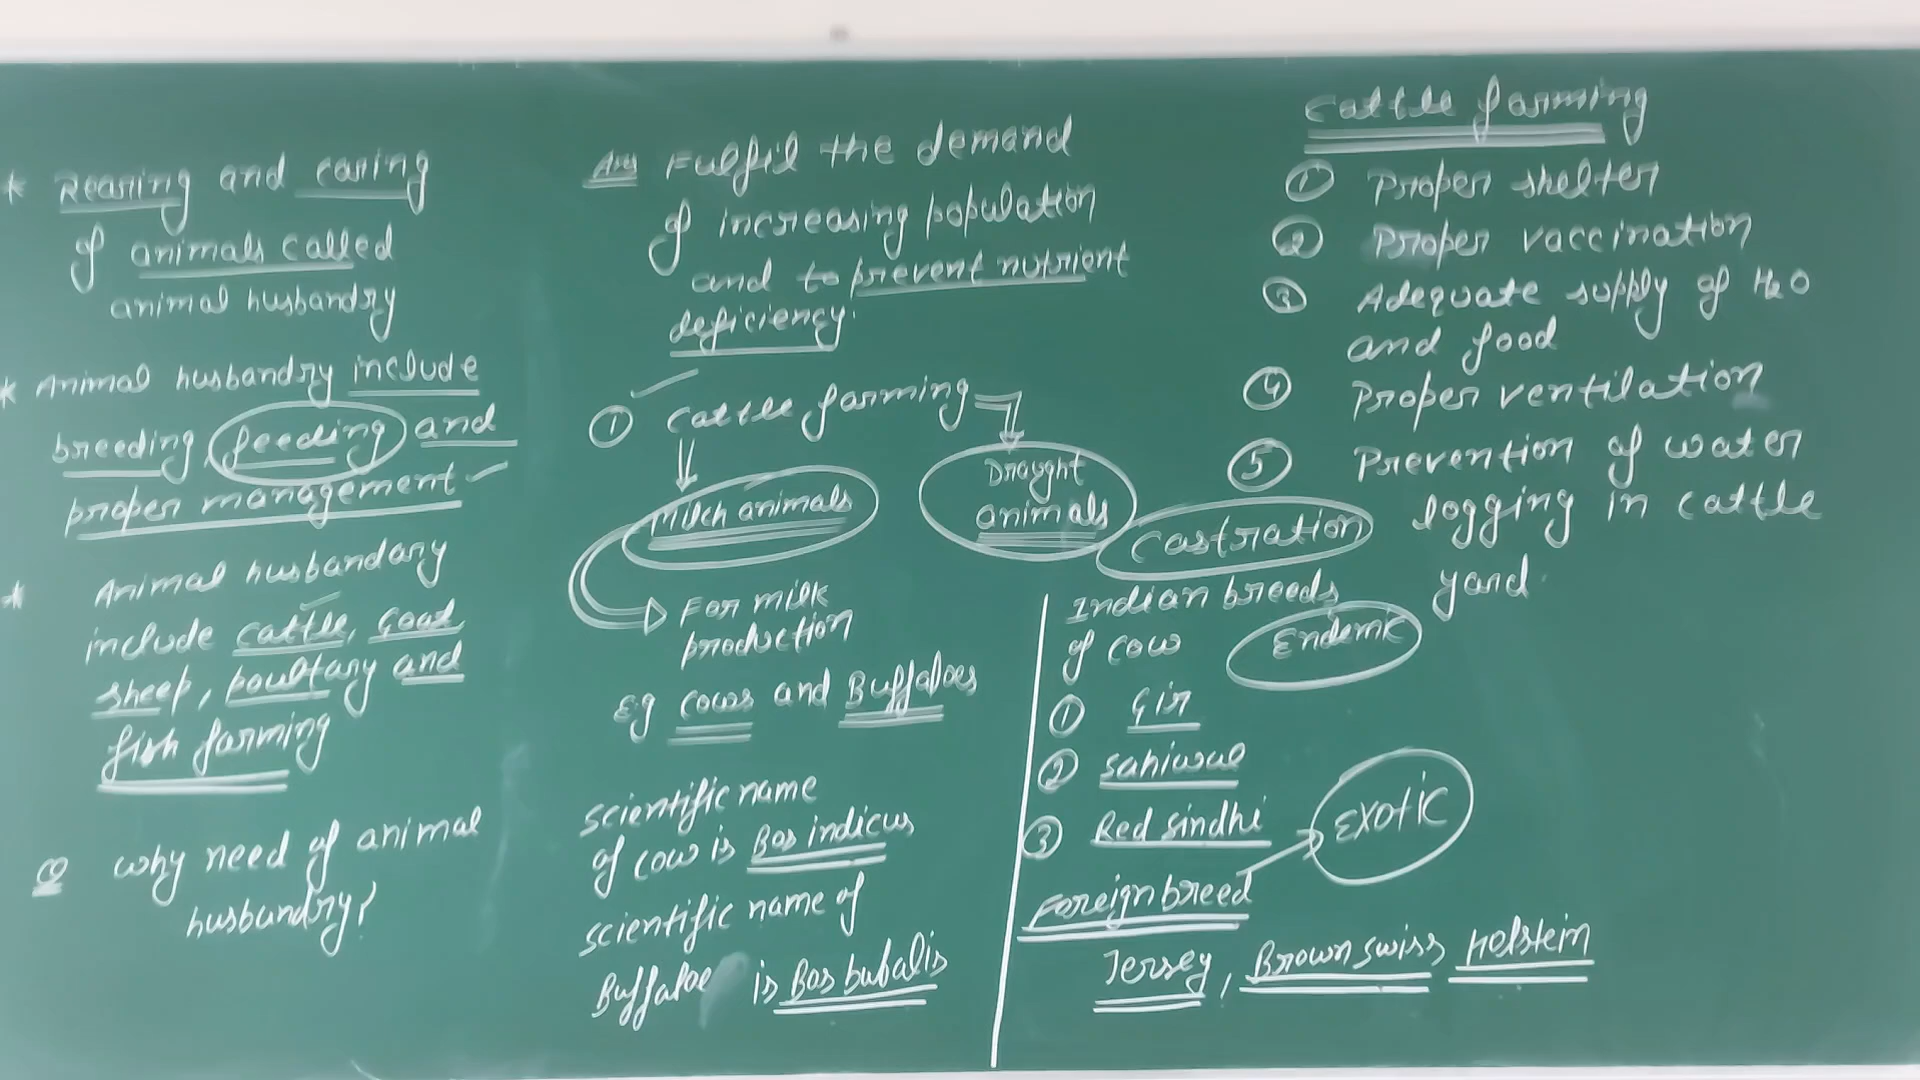 * Rearing and caring
of animals called
animal husbandry
* Animal husbandry include
breeding, feeding and
proper management
* Animal husbandary
include cattle, Goat,
sheep, poultary and
fish farming
Q why need of animal
husbandry?
Ans Fulfil the demand
of increasing population
and to prevent nutrient
deficiency.
① Cattle farming
Milch animals
Draught
animals
For milk
production
E.g cows and Buffaloes
Scientific name
of cow is Bos indicus
scientific name of
Buffaloe is Bos bubalis
Cattle farming
① Proper shelter
② Proper vaccination
③ Adequate supply of H2O
and food
④ Proper ventilation
⑤ Prevention of water
logging in cattle
yard.
Castration
Indian breeds
of cow
Endemic
① Gir
② Sahiwal
③ Red Sindhi
Exotic
Foreign breed
Jersey, Brown swiss Holstein